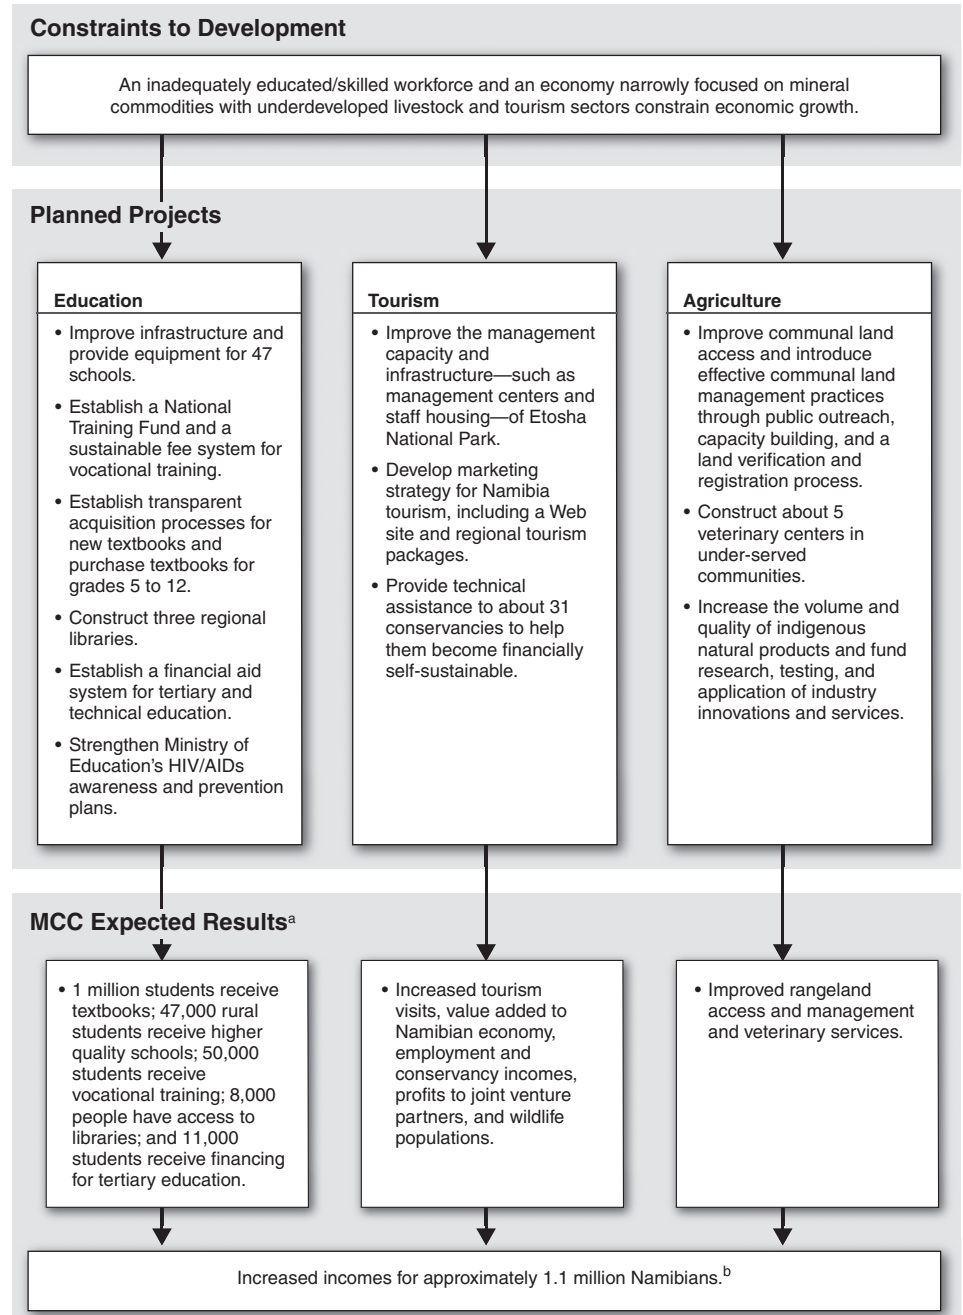 Constraints to Development
An inadequately educated/skilled workforce and an economy narrowly focused on mineral
commodities with underdeveloped livestock and tourism sectors constrain economic growth.
Planned Projects
Education
• Improve infrastructure and
provide equipment for 47
schools.
• Establish a National
Training Fund and a
sustainable fee system for
vocational training.
• Establish transparent
acquisition processes for
new textbooks and
purchase textbooks for
grades 5 to 12.
• Construct three regional
libraries.
• Establish a financial aid
system for tertiary and
technical education.
• Strengthen Ministry of
Education's HIV/AIDs
awareness and prevention
plans.
Tourism
• Improve the management
capacity and
infrastructure—such as
management centers and
staff housing—of Etosha
National Park.
• Develop marketing
strategy for Namibia
tourism, including a Web
site and regional tourism
packages.
• Provide technical
assistance to about 31
conservancies to help
them become financially
self-sustainable.
Agriculture
• Improve communal land
access and introduce
effective communal land
management practices
through public outreach,
capacity building, and a
land verification and
registration process.
• Construct about 5
veterinary centers in
under-served
communities.
• Increase the volume and
quality of indigenous
natural products and fund
research, testing, and
application of industry
innovations and services.
MCC Expected Resultsᵃ
• 1 million students receive
textbooks; 47,000 rural
students receive higher
quality schools; 50,000
students receive
vocational training; 8,000
people have access to
libraries; and 11,000
students receive financing
for tertiary education.
• Increased tourism
visits, value added to
Namibian economy,
employment and
conservancy incomes,
profits to joint venture
partners, and wildlife
populations.
• Improved rangeland
access and management
and veterinary services.
Increased incomes for approximately 1.1 million Namibians.ᵇ